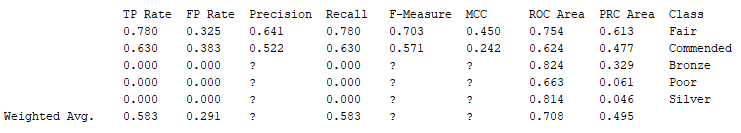 TP Rate FP Rate Precision Recall F-Measure MCC ROC Area PRC Area Class
0.780 0.325 0.641 0.780 0.703 0.450 0.754 0.613 Fair
0.630 0.383 0.522 0.630 0.571 0.242 0.624 0.477 Commended
0.000 0.000 ? 0.000 ? ? 0.824 0.329 Bronze
0.000 0.000 ? 0.000 ? ? 0.663 0.061 Poor
0.000 0.000 ? 0.000 ? ? 0.814 0.046 Silver
Weighted Avg. 0.583 0.291 ? 0.583 ? ? 0.708 0.495